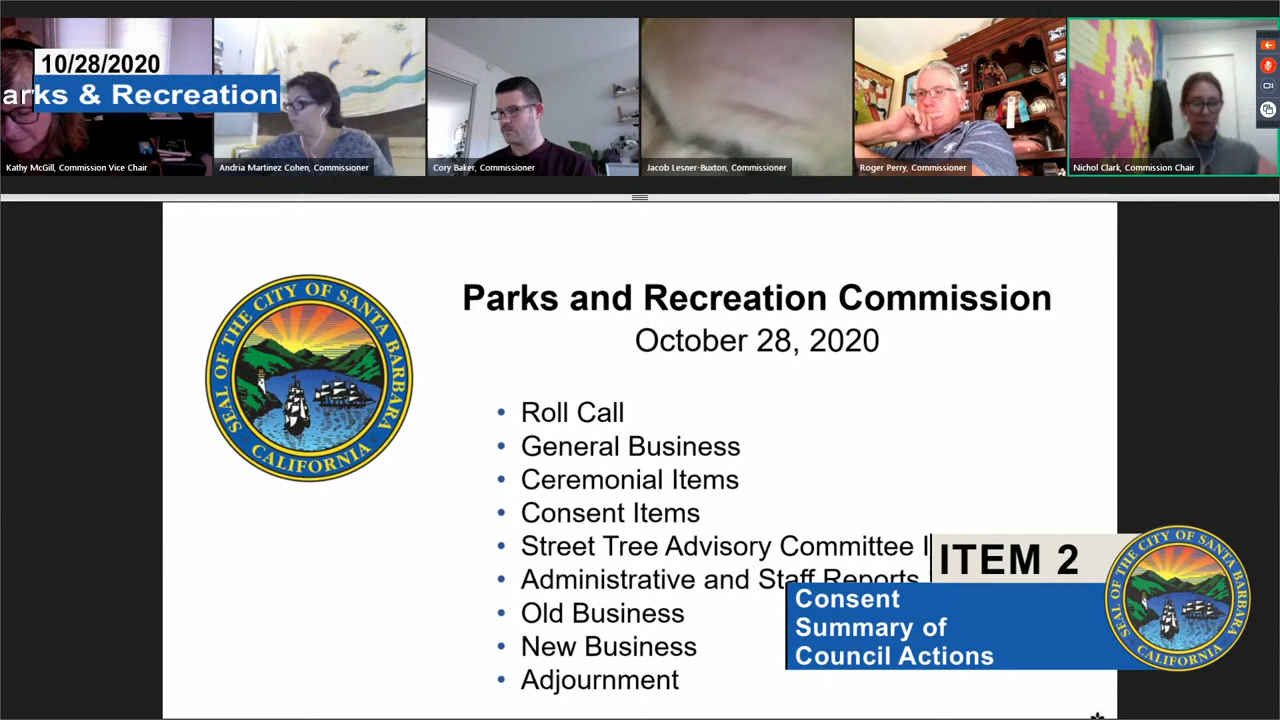 10/28/2020
arks & Recreation
Kathy McGill, Commission Vice Chair
Andria Martinez Cohen, Commissioner
Cory Baker, Commissioner
Jacob Lesner-Buxton, Commissioner
Roger Perry, Commissioner
Nichol Clark, Commission Chair
Parks and Recreation Commission
October 28, 2020
SEAL OF THE CITY OF SANTA BARBARA
CALIFORNIA
• Roll Call
• General Business
• Ceremonial Items
• Consent Items
• Street Tree Advisory Committee
• Administrative and Staff Reports
• Old Business
• New Business
• Adjournment
ITEM 2
Consent
Summary of
Council Actions
SEAL OF THE CITY OF SANTA BARBARA
CALIFORNIA